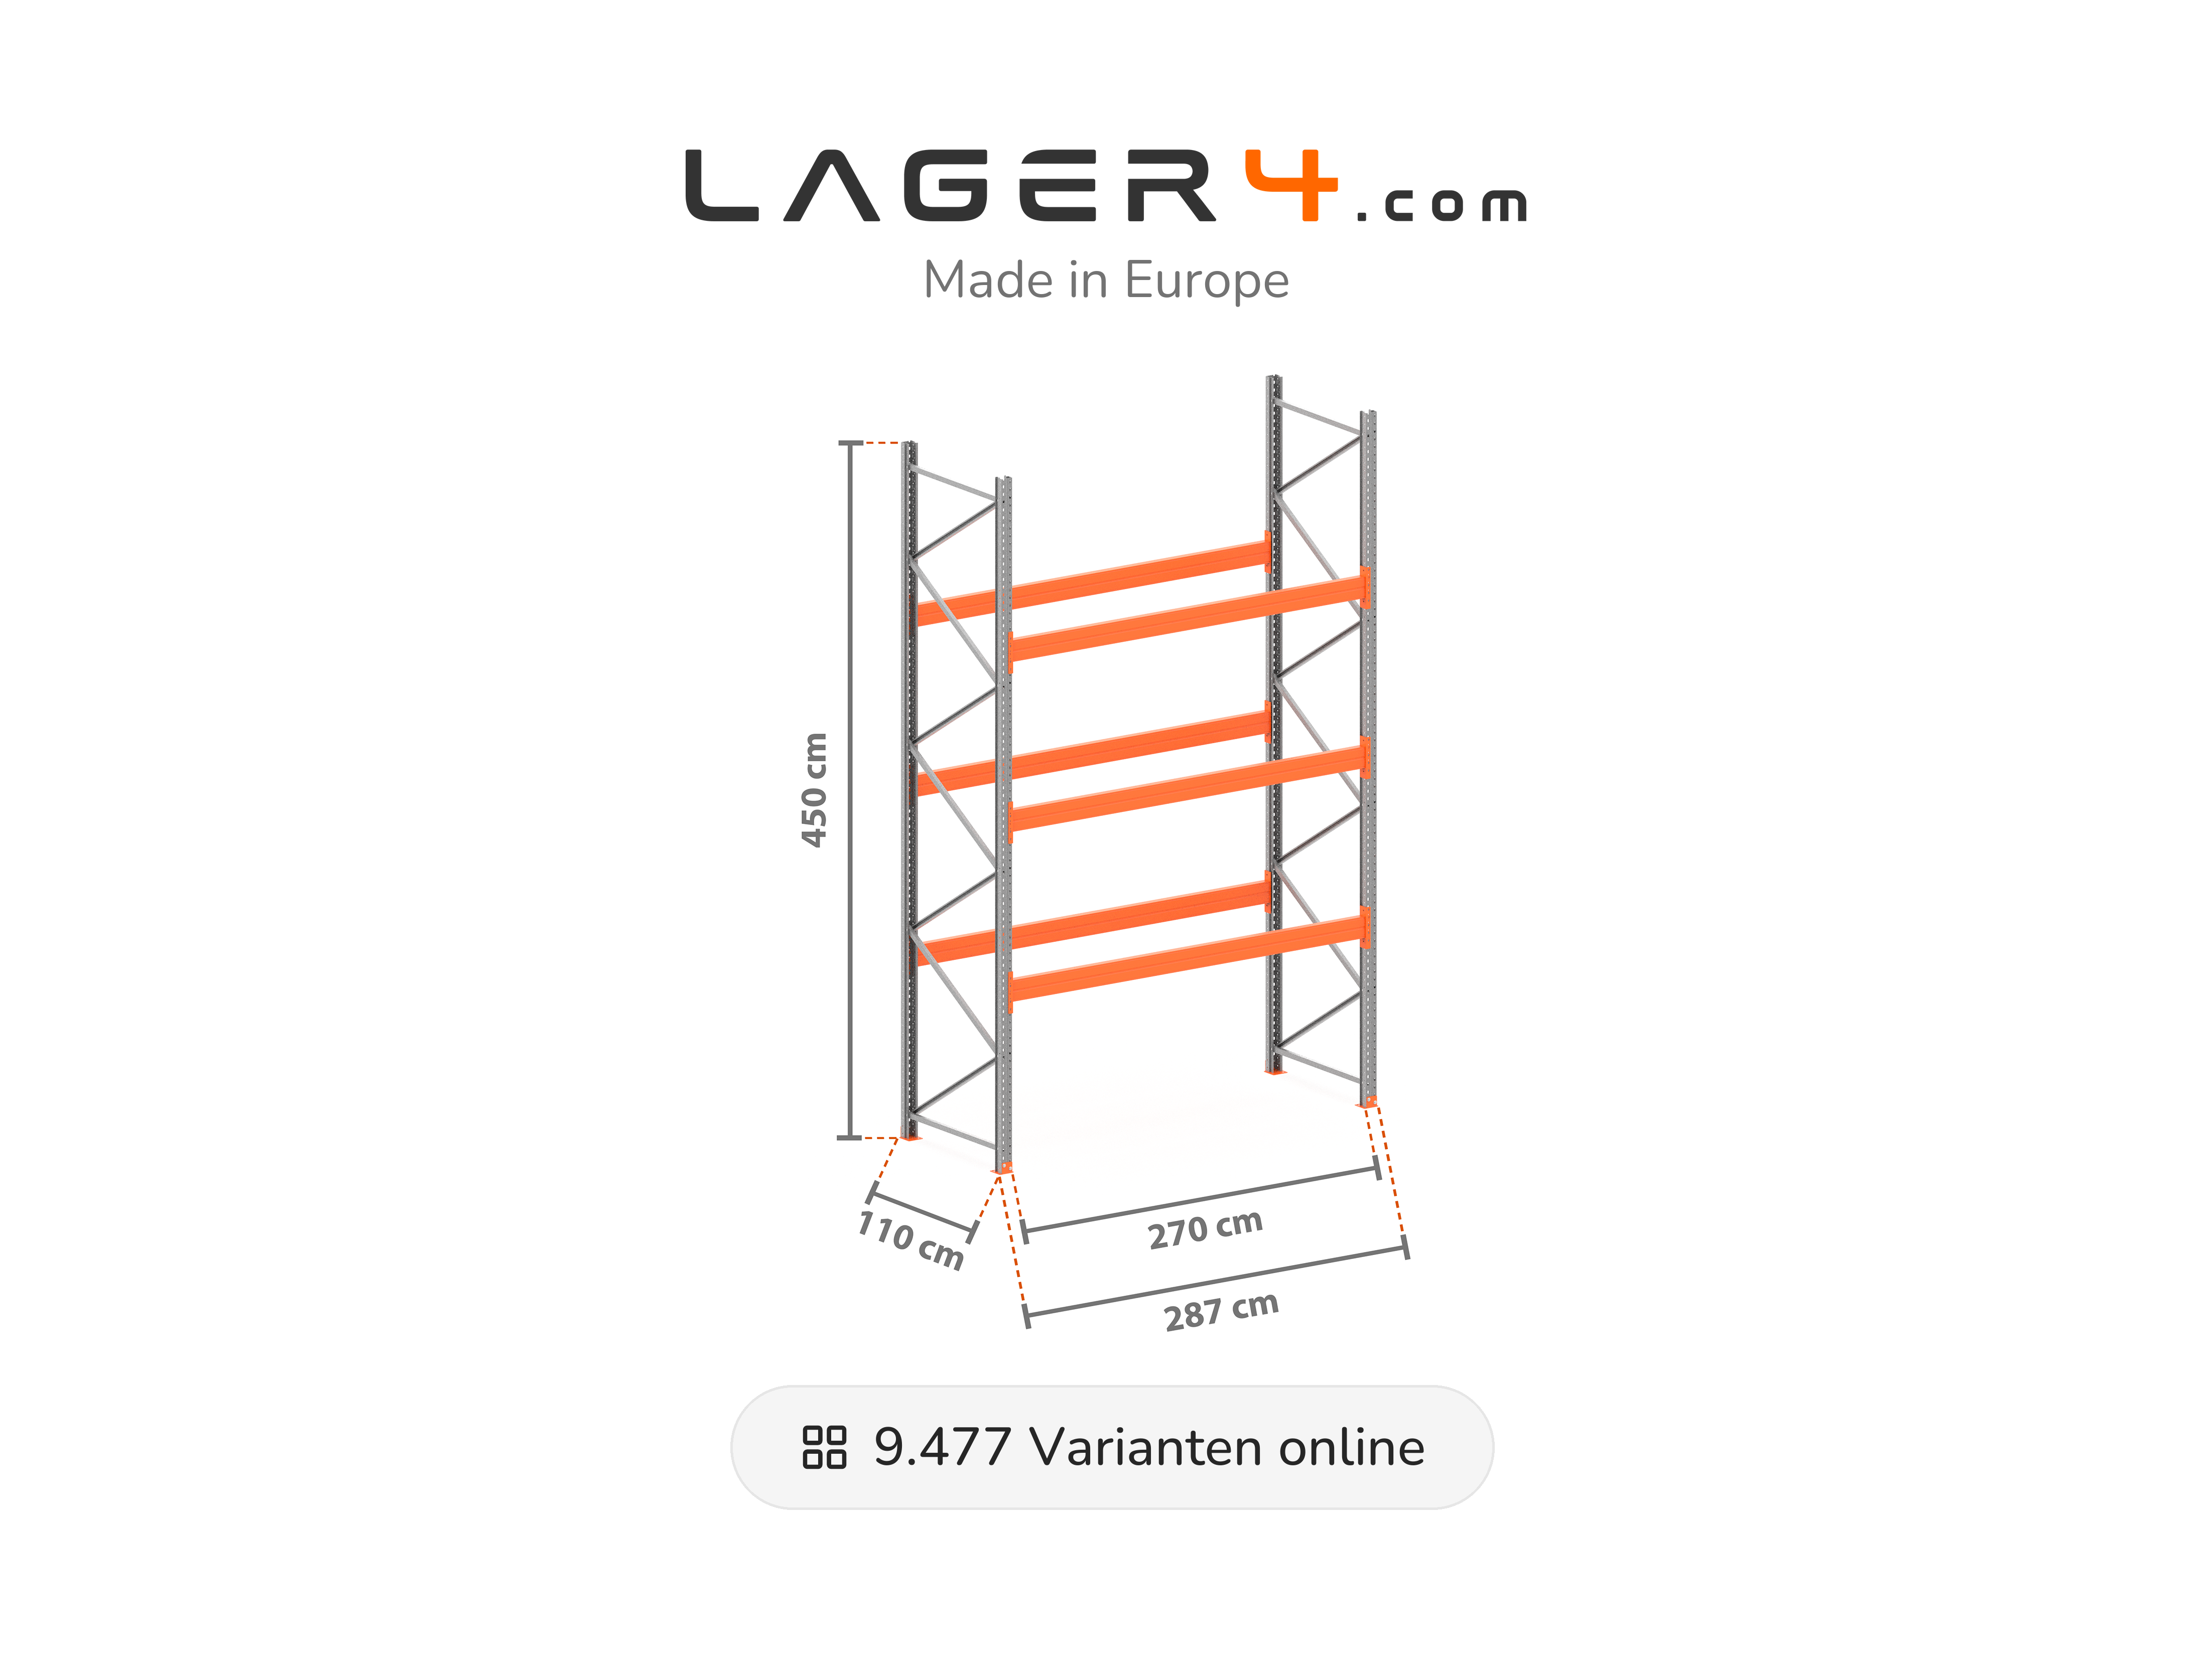 LAGER4.com
Made in Europe
450 cm
110 cm
270 cm
287 cm
9.477 Varianten online